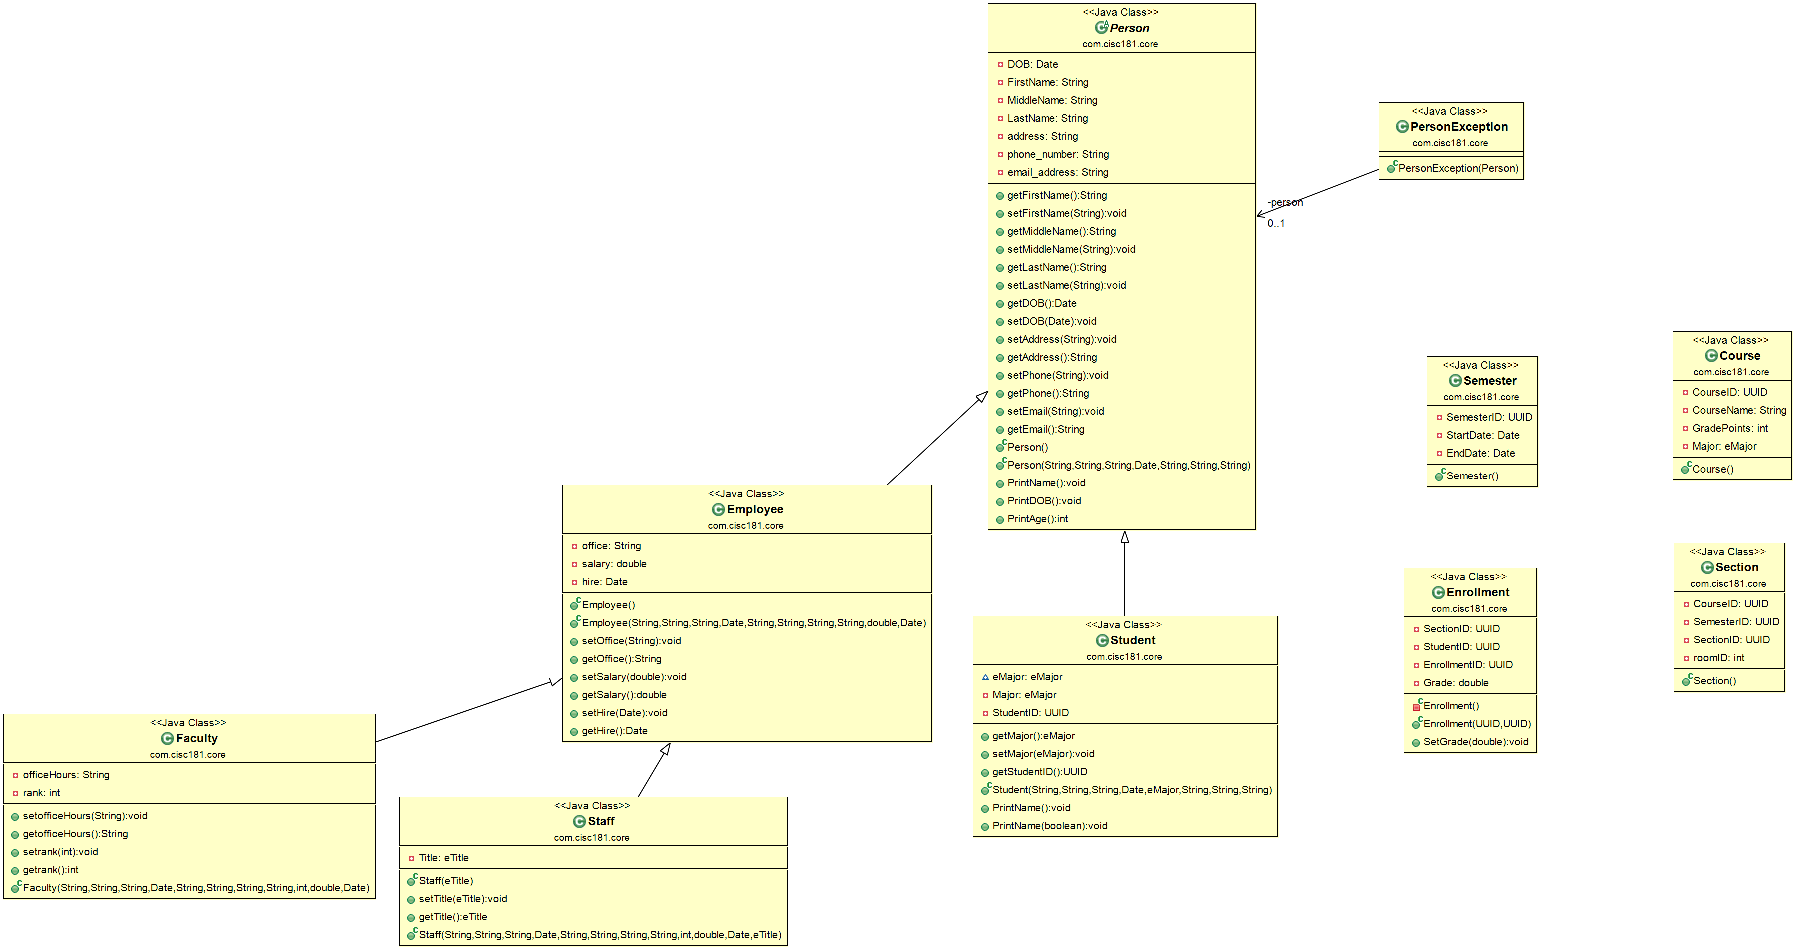 <<Java Class>>
Person
com.cisc181.core
DOB: Date
FirstName: String
MiddleName: String
LastName: String
address: String
phone_number: String
email_address: String
getFirstName():String
setFirstName(String):void
getMiddleName():String
setMiddleName(String):void
getLastName():String
setLastName(String):void
getDOB():Date
setDOB(Date):void
setAddress(String):void
getAddress():String
setPhone(String):void
getPhone():String
setEmail(String):void
getEmail():String
Person()
Person(String,String,String,Date,String,String,String)
PrintName():void
PrintDOB():void
PrintAge():int
<<Java Class>>
PersonException
com.cisc181.core
PersonException(Person)
-person
0..1
<<Java Class>>
Semester
com.cisc181.core
SemesterID: UUID
StartDate: Date
EndDate: Date
Semester()
<<Java Class>>
Course
com.cisc181.core
CourseID: UUID
CourseName: String
GradePoints: int
Major: eMajor
Course()
<<Java Class>>
Employee
com.cisc181.core
office: String
salary: double
hire: Date
Employee()
Employee(String,String,String,Date,String,String,String,String,double,Date)
setOffice(String):void
getOffice():String
setSalary(double):void
getSalary():double
setHire(Date):void
getHire():Date
<<Java Class>>
Student
com.cisc181.core
eMajor: eMajor
Major: eMajor
StudentID: UUID
getMajor():eMajor
setMajor(eMajor):void
getStudentID():UUID
Student(String,String,String,Date,eMajor,String,String,String)
PrintName():void
PrintName(boolean):void
<<Java Class>>
Enrollment
com.cisc181.core
SectionID: UUID
StudentID: UUID
EnrollmentID: UUID
Grade: double
Enrollment()
Enrollment(UUID,UUID)
SetGrade(double):void
<<Java Class>>
Section
com.cisc181.core
CourseID: UUID
SemesterID: UUID
SectionID: UUID
roomID: int
Section()
<<Java Class>>
Faculty
com.cisc181.core
officeHours: String
rank: int
setofficeHours(String):void
getofficeHours():String
setrank(int):void
getrank():int
Faculty(String,String,String,Date,String,String,String,String,int,double,Date)
<<Java Class>>
Staff
com.cisc181.core
Title: eTitle
Staff(eTitle)
setTitle(eTitle):void
getTitle():eTitle
Staff(String,String,String,Date,String,String,String,String,int,double,Date,eTitle)